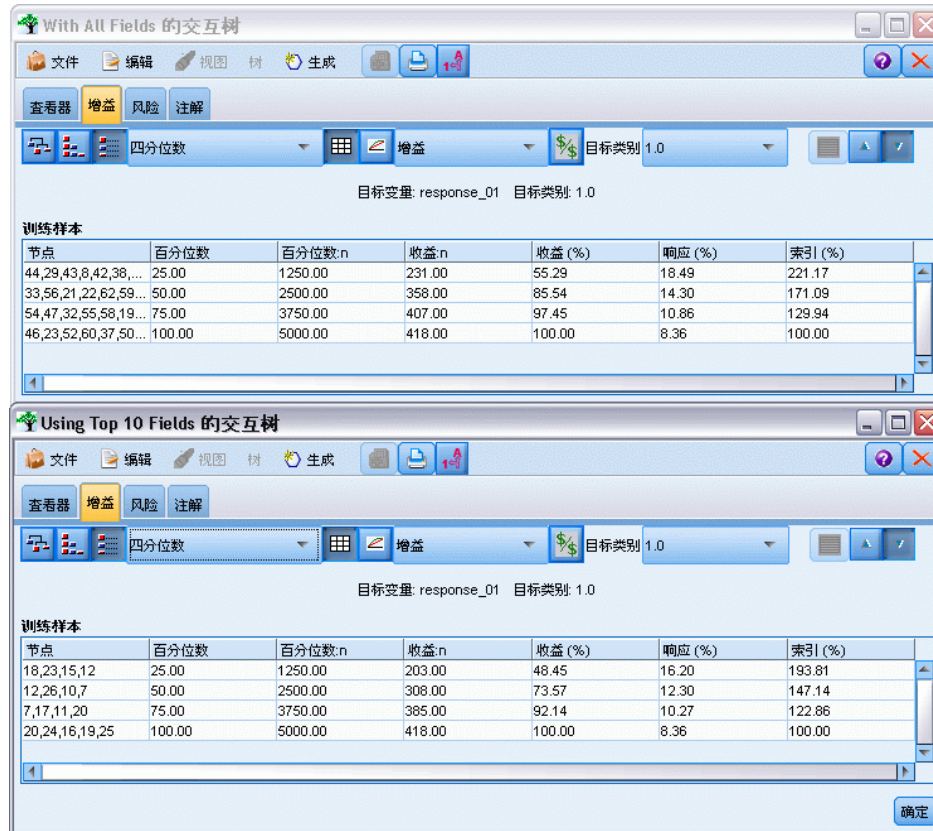 With All Fields 的交互树
文件 编辑 视图 树 生成
查看器 增益 风险 注解
四分位数 增益 目标类别 1.0
目标变量: response_01 目标类别: 1.0
训练样本
节点 百分位数 百分位数:n 收益:n 收益 (%) 响应 (%) 索引 (%)
44,29,43,8,42,38,... 25.00 1250.00 231.00 55.29 18.49 221.17
33,56,21,22,62,59... 50.00 2500.00 358.00 85.54 14.30 171.09
54,47,32,55,58,19... 75.00 3750.00 407.00 97.45 10.86 129.94
46,23,52,60,37,50... 100.00 5000.00 418.00 100.00 8.36 100.00
Using Top 10 Fields 的交互树
文件 编辑 视图 树 生成
查看器 增益 风险 注解
四分位数 增益 目标类别 1.0
目标变量: response_01 目标类别: 1.0
训练样本
节点 百分位数 百分位数:n 收益:n 收益 (%) 响应 (%) 索引 (%)
18,23,15,12 25.00 1250.00 203.00 48.45 16.20 193.81
12,26,10,7 50.00 2500.00 308.00 73.57 12.30 147.14
7,17,11,20 75.00 3750.00 385.00 92.14 10.27 122.86
20,24,16,19,25 100.00 5000.00 418.00 100.00 8.36 100.00
确定